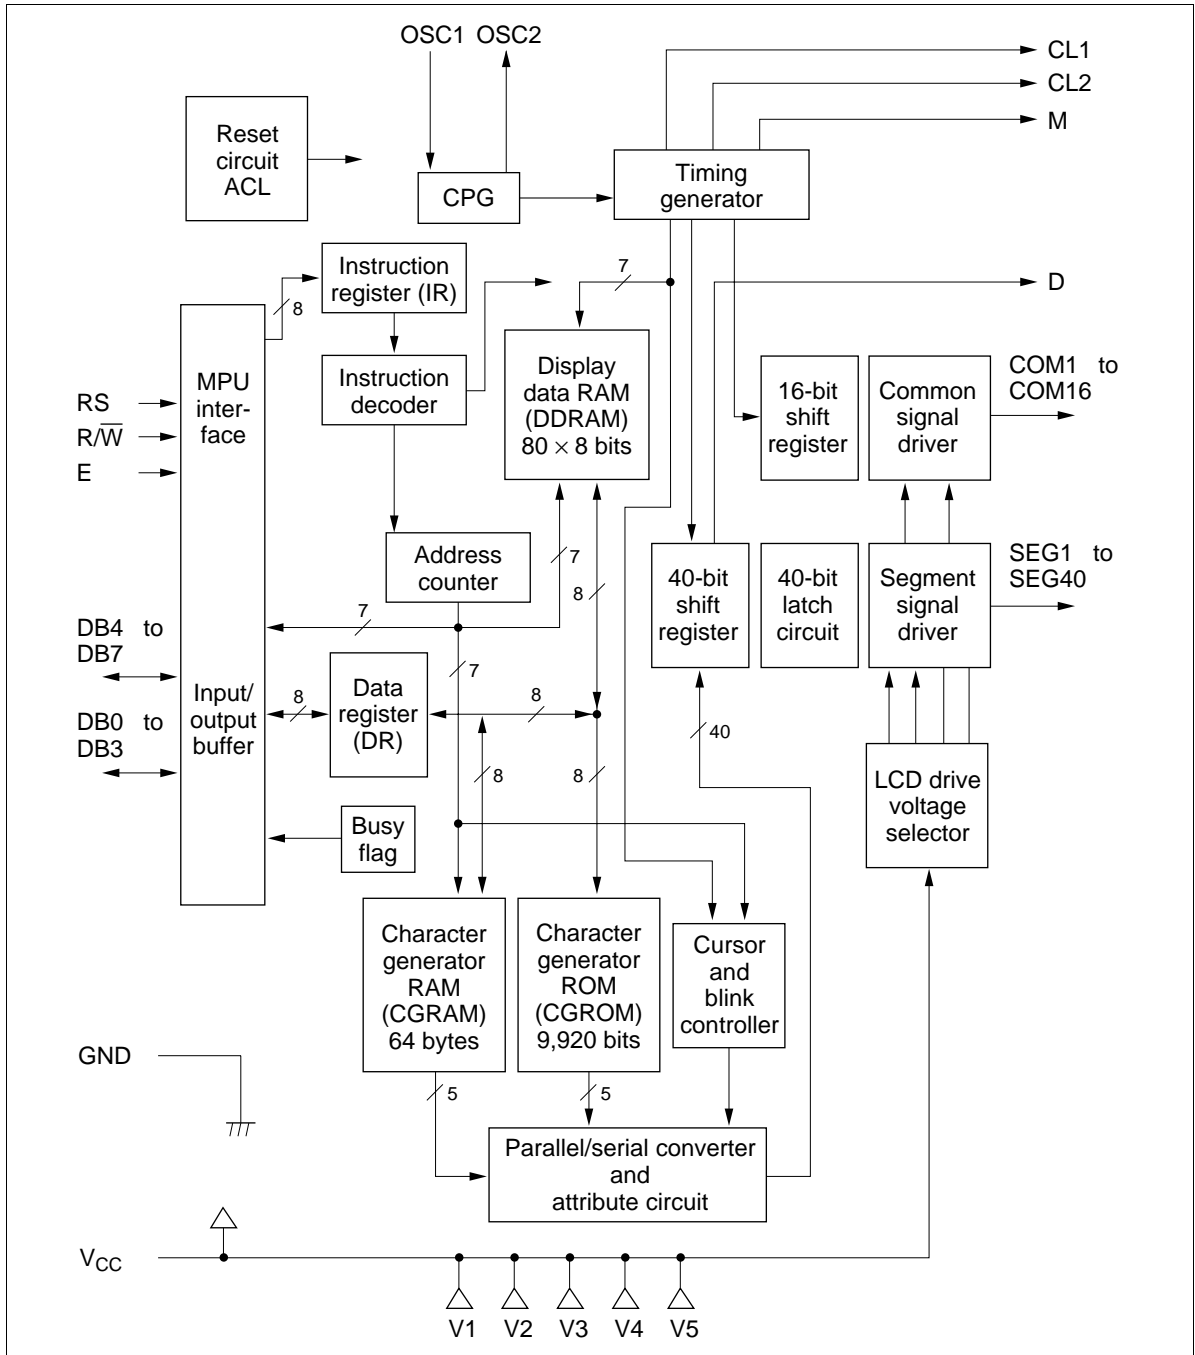 OSC1 OSC2
CL1
CL2
M
Reset
circuit
ACL
CPG
Timing
generator
Instruction
register (IR)
7
D
8
MPU
inter-
face
Instruction
decoder
Display
data RAM
(DDRAM)
80 × 8 bits
16-bit
shift
register
Common
signal
driver
COM1 to
COM16
RS
R/W̅
E
Address
counter
7
8
40-bit
shift
register
40-bit
latch
circuit
Segment
signal
driver
SEG1 to
SEG40
DB4 to
DB7
7
7
Input/
output
buffer
8
Data
register
(DR)
8
DB0 to
DB3
8
8
40
LCD drive
voltage
selector
Busy
flag
Character
generator
RAM
(CGRAM)
64 bytes
Character
generator
ROM
(CGROM)
9,920 bits
Cursor
and
blink
controller
GND
5
5
Parallel/serial converter
and
attribute circuit
VCC
V1 V2 V3 V4 V5